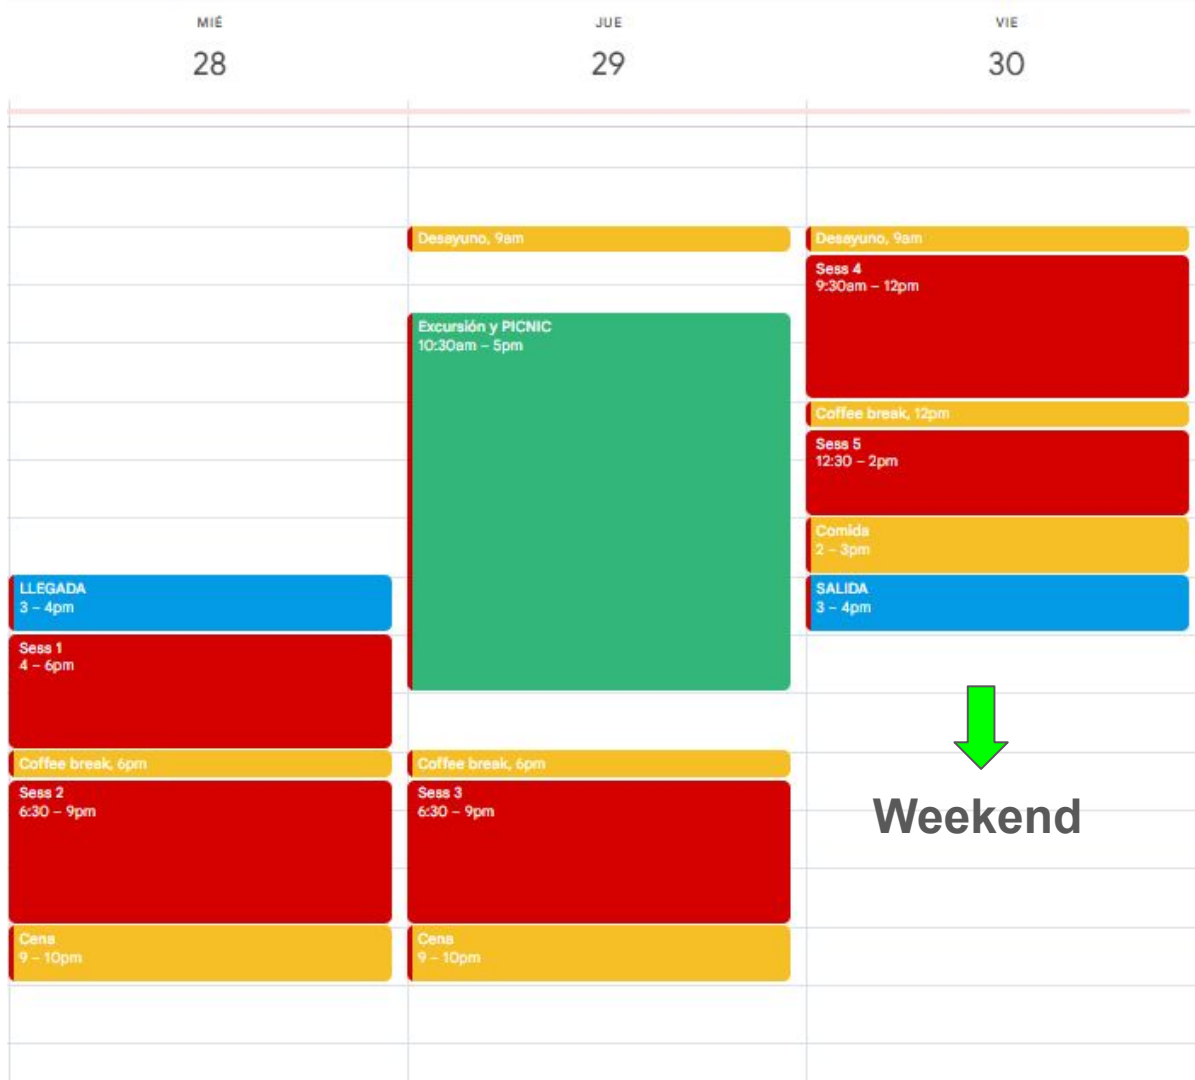 MIÉ
28
LLEGADA
3 – 4pm
Sess 1
4 – 6pm
Coffee break, 6pm
Sess 2
6:30 – 9pm
Cena
9 – 10pm
JUE
29
Desayuno, 9am
Excursión y PICNIC
10:30am – 5pm
Coffee break, 6pm
Sess 3
6:30 – 9pm
Cena
9 – 10pm
VIE
30
Desayuno, 9am
Sess 4
9:30am – 12pm
Coffee break, 12pm
Sess 5
12:30 – 2pm
Comida
2 – 3pm
SALIDA
3 – 4pm
Weekend